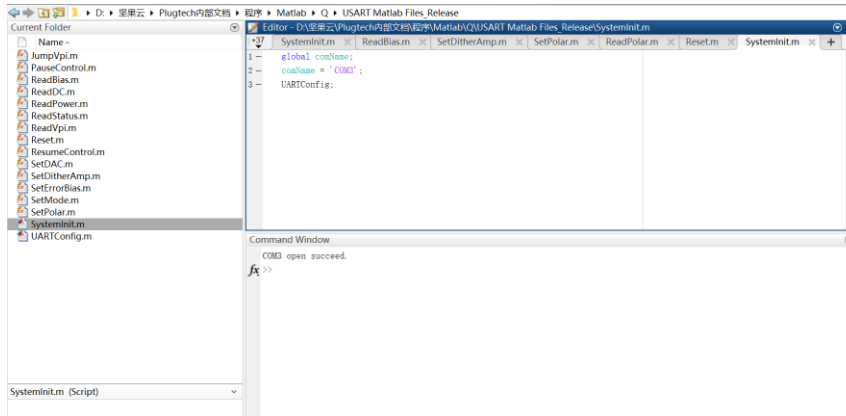 D: ▸ 坚果云 ▸ Plugtech内部文档 ▸ 程序 ▸ Matlab ▸ Q ▸ USART Matlab Files_Release
Current Folder
Editor - D:\坚果云\Plugtech内部文档\程序\Matlab\Q\USART Matlab Files_Release\SystemInit.m
Name
+37 SystemInit.m ReadBias.m SetDitherAmp.m SetPolar.m ReadPolar.m Reset.m SystemInit.m +
1 global comName;
2 comName = 'COM3';
3 UARTConfig;
JumpVpi.m
PauseControl.m
ReadBias.m
ReadDC.m
ReadPower.m
ReadStatus.m
ReadVpi.m
Reset.m
ResumeControl.m
SetDAC.m
SetDitherAmp.m
SetErrorBias.m
SetMode.m
SetPolar.m
SystemInit.m
UARTConfig.m
Command Window
COM3 open succeed.
fx >>
SystemInit.m (Script)